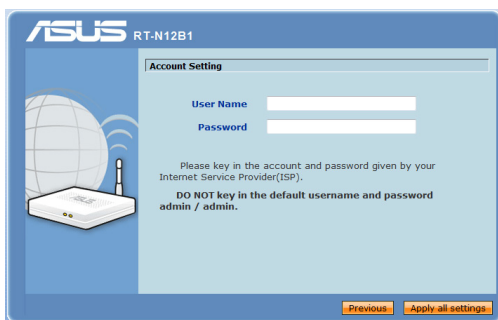 ASUS RT-N12B1
Account Setting
User Name
Password
Please key in the account and password given by your
Internet Service Provider(ISP).
DO NOT key in the default username and password
admin / admin.
Previous Apply all settings